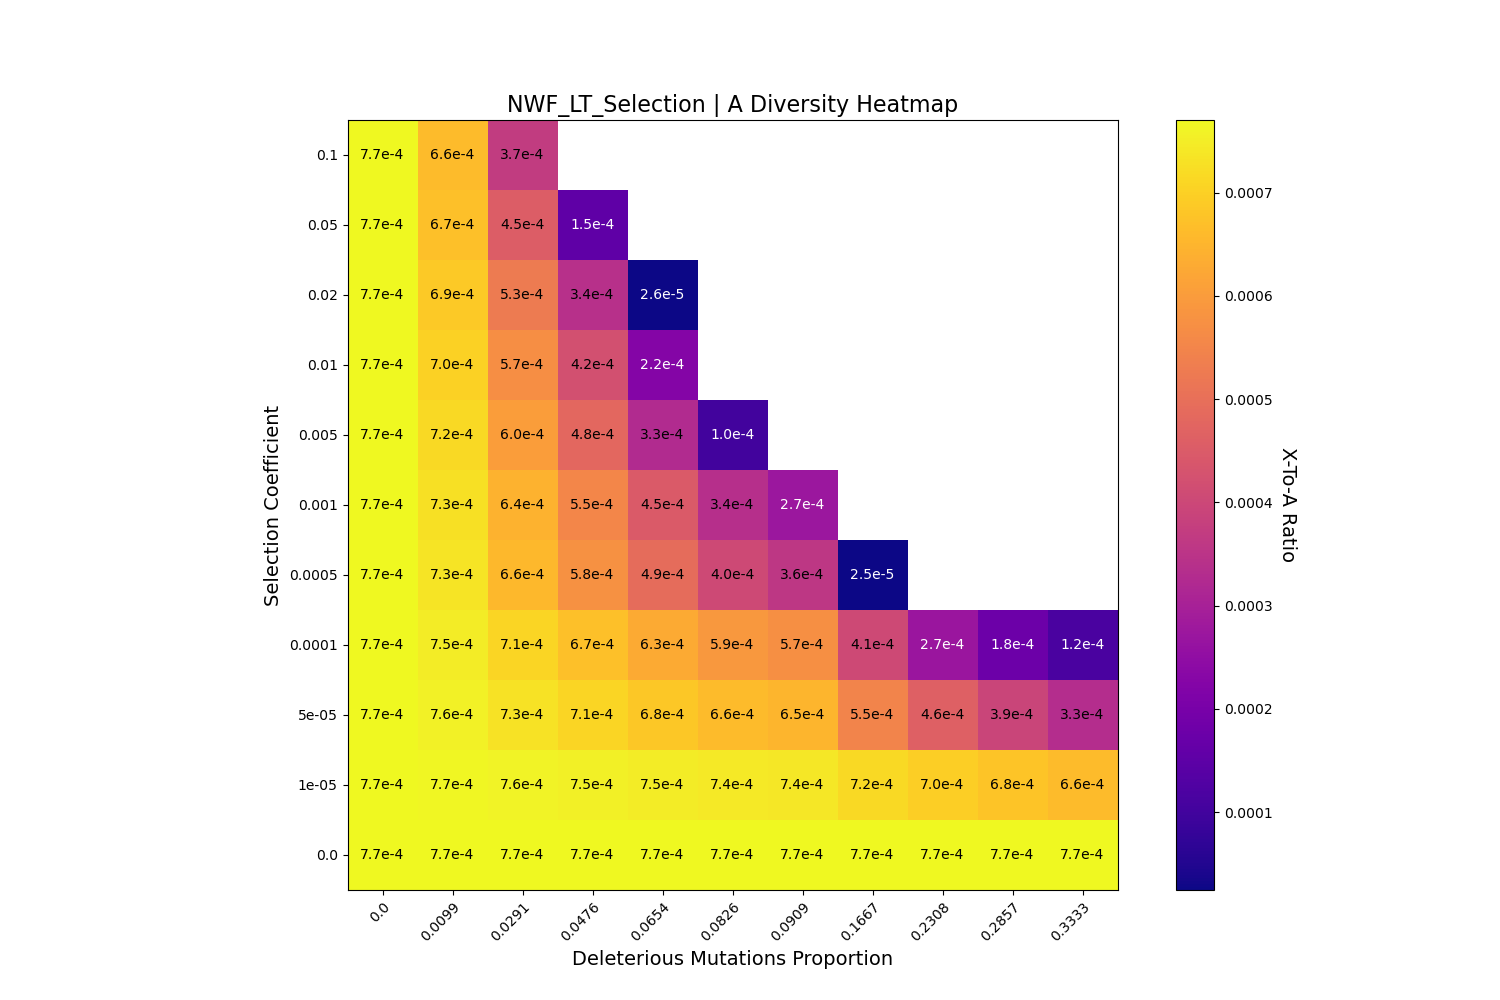 NWF_LT_Selection | A Diversity Heatmap
0.1 7.7e-4 6.6e-4 3.7e-4
0.05 7.7e-4 6.7e-4 4.5e-4 1.5e-4
0.02 7.7e-4 6.9e-4 5.3e-4 3.4e-4 2.6e-5
0.01 7.7e-4 7.0e-4 5.7e-4 4.2e-4 2.2e-4
0.005 7.7e-4 7.2e-4 6.0e-4 4.8e-4 3.3e-4 1.0e-4
0.001 7.7e-4 7.3e-4 6.4e-4 5.5e-4 4.5e-4 3.4e-4 2.7e-4
0.0005 7.7e-4 7.3e-4 6.6e-4 5.8e-4 4.9e-4 4.0e-4 3.6e-4 2.5e-5
0.0001 7.7e-4 7.5e-4 7.1e-4 6.7e-4 6.3e-4 5.9e-4 5.7e-4 4.1e-4 2.7e-4 1.8e-4 1.2e-4
5e-05 7.7e-4 7.6e-4 7.3e-4 7.1e-4 6.8e-4 6.6e-4 6.5e-4 5.5e-4 4.6e-4 3.9e-4 3.3e-4
1e-05 7.7e-4 7.7e-4 7.6e-4 7.5e-4 7.5e-4 7.4e-4 7.4e-4 7.2e-4 7.0e-4 6.8e-4 6.6e-4
0.0 7.7e-4 7.7e-4 7.7e-4 7.7e-4 7.7e-4 7.7e-4 7.7e-4 7.7e-4 7.7e-4 7.7e-4 7.7e-4
0.0 0.0099 0.0291 0.0476 0.0654 0.0826 0.0909 0.1667 0.2308 0.2857 0.3333
Deleterious Mutations Proportion
Selection Coefficient
0.0007
0.0006
0.0005
0.0004
0.0003
0.0002
0.0001
X-To-A Ratio